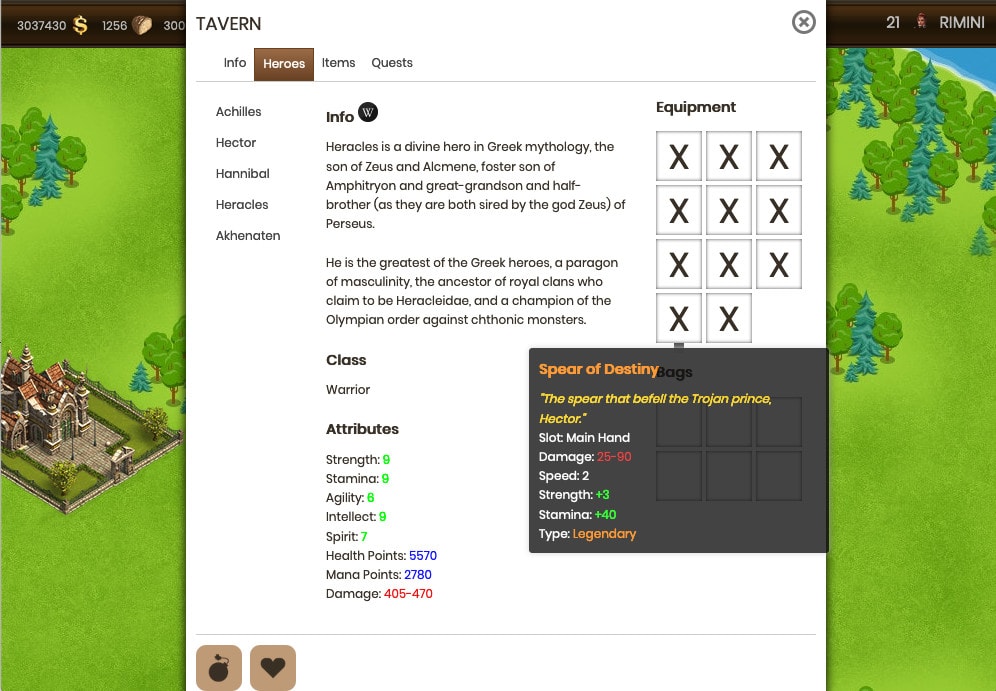 3037430 1256 300
TAVERN
21 RIMINI
Info Heroes Items Quests
Achilles
Hector
Hannibal
Heracles
Akhenaten
Info W
Heracles is a divine hero in Greek mythology, the
son of Zeus and Alcmene, foster son of
Amphitryon and great-grandson and half-
brother (as they are both sired by the god Zeus) of
Perseus.
He is the greatest of the Greek heroes, a paragon
of masculinity, the ancestor of royal clans who
claim to be Heracleidae, and a champion of the
Olympian order against chthonic monsters.
Class
Warrior
Attributes
Strength: 9
Stamina: 9
Agility: 6
Intellect: 9
Spirit: 7
Health Points: 5570
Mana Points: 2780
Damage: 405-470
Equipment
X X X
X X X
X X X
X X
Bags
Spear of Destiny
"The spear that befell the Trojan prince,
Hector."
Slot: Main Hand
Damage: 25-90
Speed: 2
Strength: +3
Stamina: +40
Type: Legendary